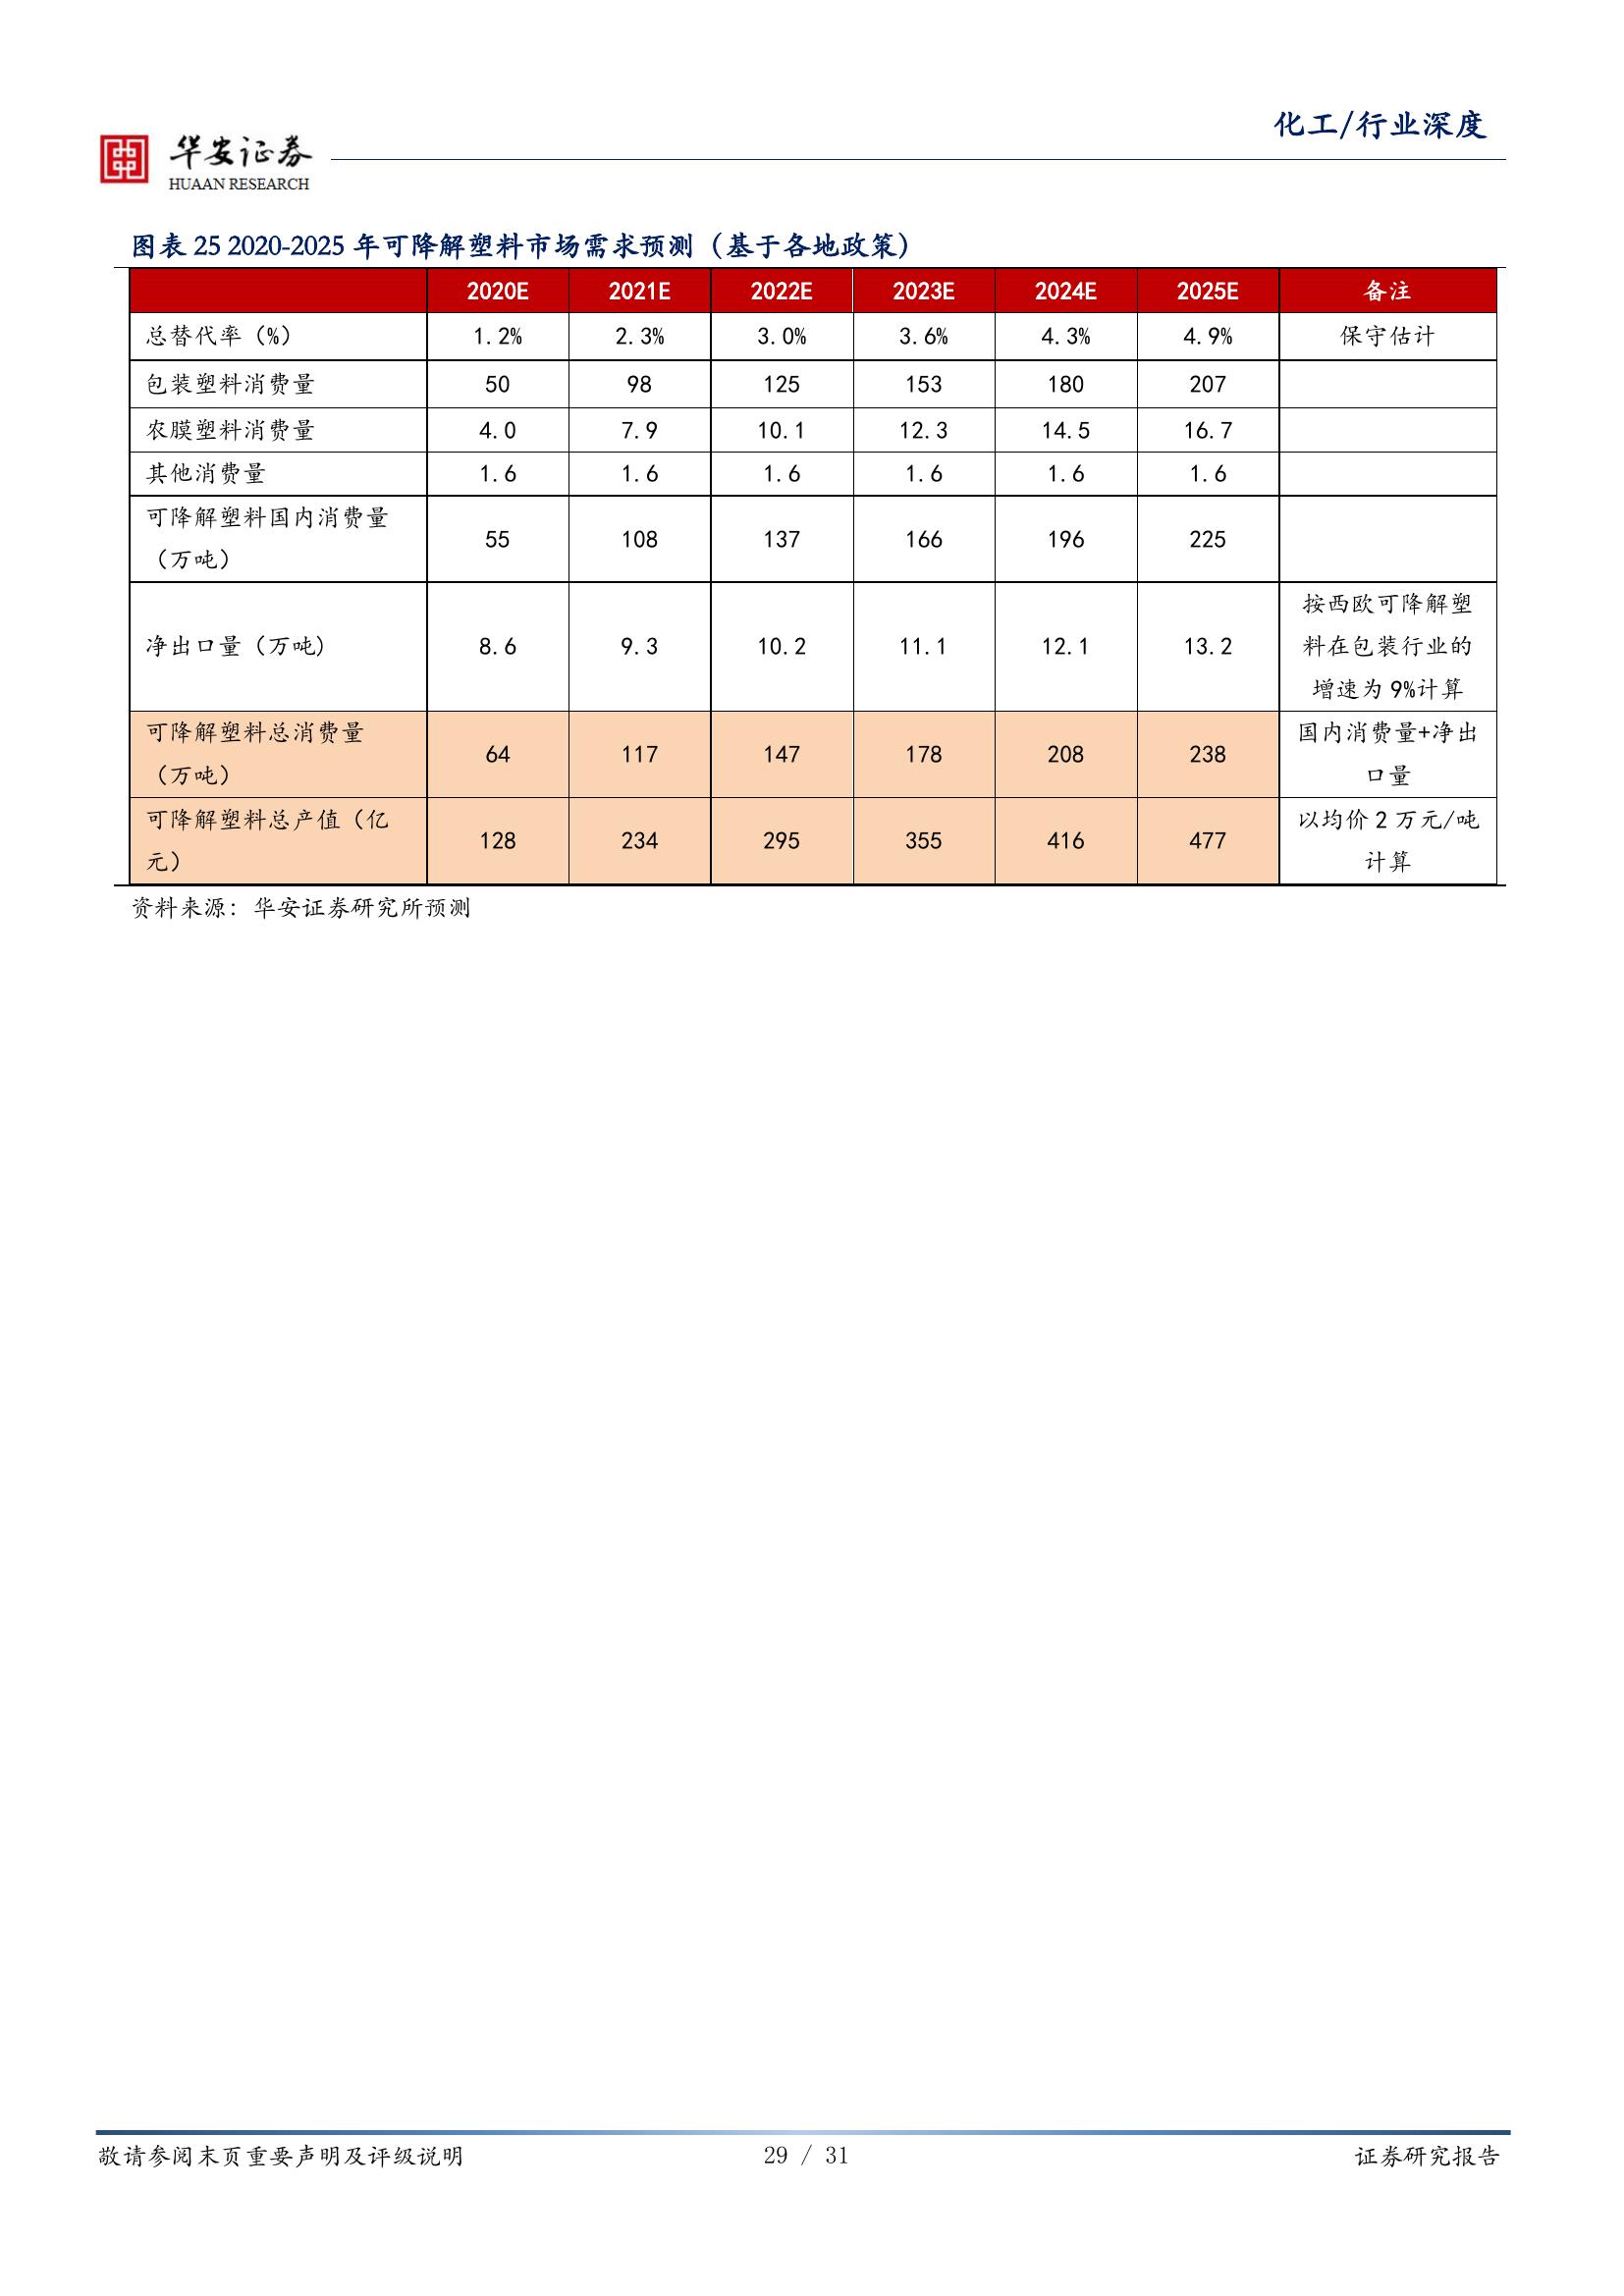 化工/行业深度
华安证券
HUAAN RESEARCH
图表 25 2020-2025 年可降解塑料市场需求预测（基于各地政策）
2020E 2021E 2022E 2023E 2024E 2025E 备注
总替代率（%） 1.2% 2.3% 3.0% 3.6% 4.3% 4.9% 保守估计
包装塑料消费量 50 98 125 153 180 207
农膜塑料消费量 4.0 7.9 10.1 12.3 14.5 16.7
其他消费量 1.6 1.6 1.6 1.6 1.6 1.6
可降解塑料国内消费量
（万吨） 55 108 137 166 196 225
净出口量（万吨） 8.6 9.3 10.2 11.1 12.1 13.2
按西欧可降解塑
料在包装行业的
增速为 9%计算
可降解塑料总消费量
（万吨） 64 117 147 178 208 238
国内消费量+净出
口量
可降解塑料总产值（亿
元） 128 234 295 355 416 477
以均价 2 万元/吨
计算
资料来源：华安证券研究所预测
敬请参阅末页重要声明及评级说明 29 / 31 证券研究报告